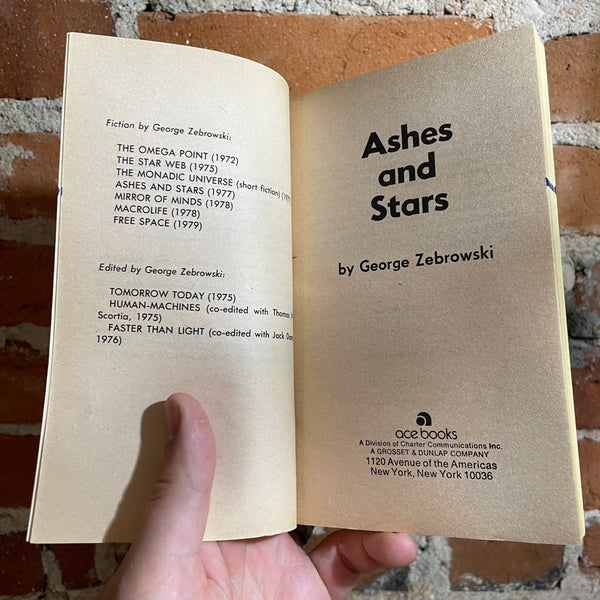 Fiction by George Zebrowski:
THE OMEGA POINT (1972)
THE STAR WEB (1975)
THE MONADIC UNIVERSE (short fiction)
ASHES AND STARS (1977)
MIRROR OF MINDS (1978)
MACROLIFE (1978)
FREE SPACE (1979)
Edited by George Zebrowski:
TOMORROW TODAY (1975)
HUMAN-MACHINES (co-edited with Thomas
Scortia, 1975)
FASTER THAN LIGHT (co-edited with Jack
1976)
Ashes
and
Stars
by George Zebrowski
ace books
A Division of Charter Communications Inc.
A GROSSET & DUNLAP COMPANY
1120 Avenue of the Americas
New York, New York 10036